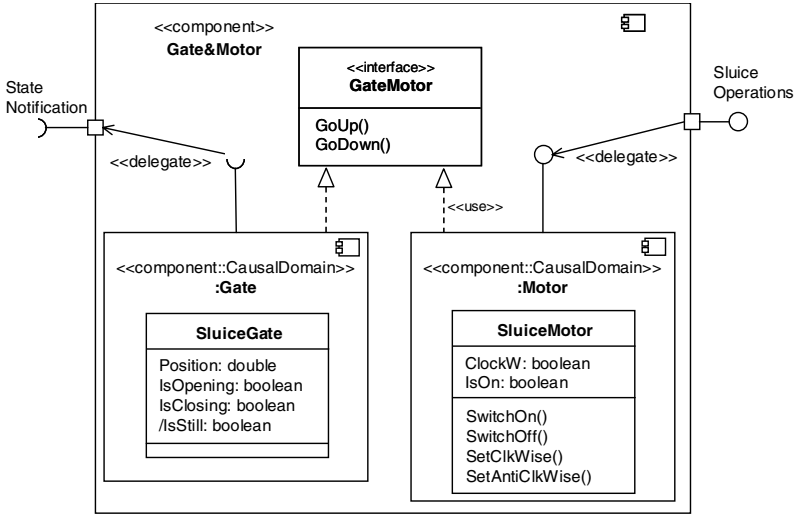 <<component>>
Gate&Motor
<<interface>>
GateMotor
GoUp()
GoDown()
State
Notification
Sluice
Operations
<<delegate>>
<<delegate>>
<<use>>
<<component::CausalDomain>>
:Gate
SluiceGate
Position: double
IsOpening: boolean
IsClosing: boolean
/IsStill: boolean
<<component::CausalDomain>>
:Motor
SluiceMotor
ClockW: boolean
IsOn: boolean
SwitchOn()
SwitchOff()
SetClkWise()
SetAntiClkWise()